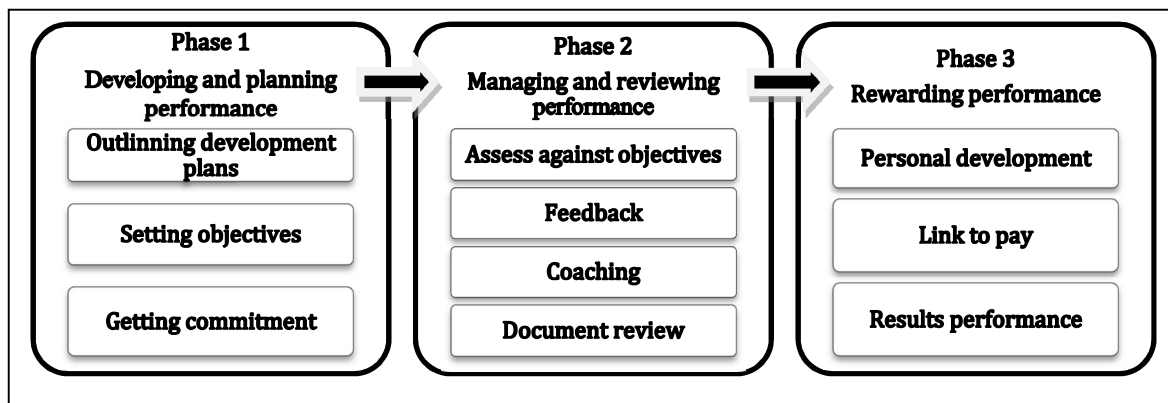 Phase 1
Developing and planning
performance
Outlinning development
plans
Setting objectives
Getting commitment
Phase 2
Managing and reviewing
performance
Assess against objectives
Feedback
Coaching
Document review
Phase 3
Rewarding performance
Personal development
Link to pay
Results performance